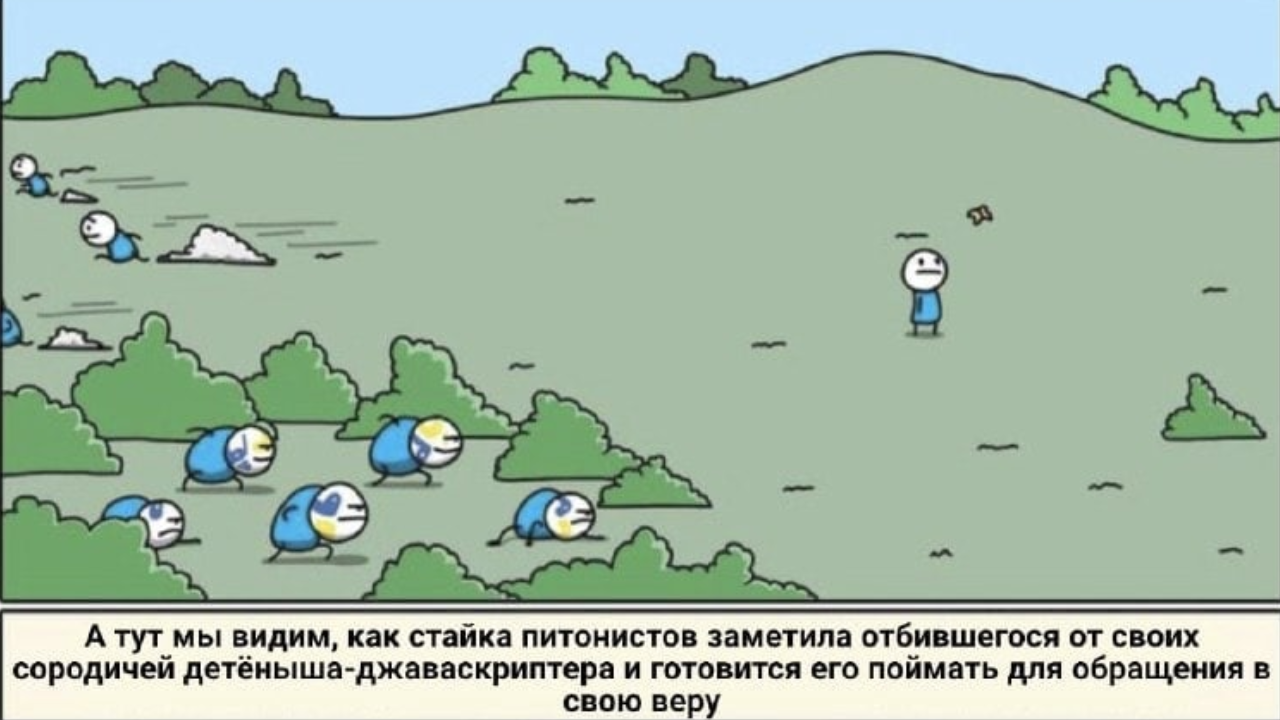 А тут мы видим, как стайка питонистов заметила отбившегося от своих
сородичей детёныша-джаваскриптера и готовится его поймать для обращения в
свою веру